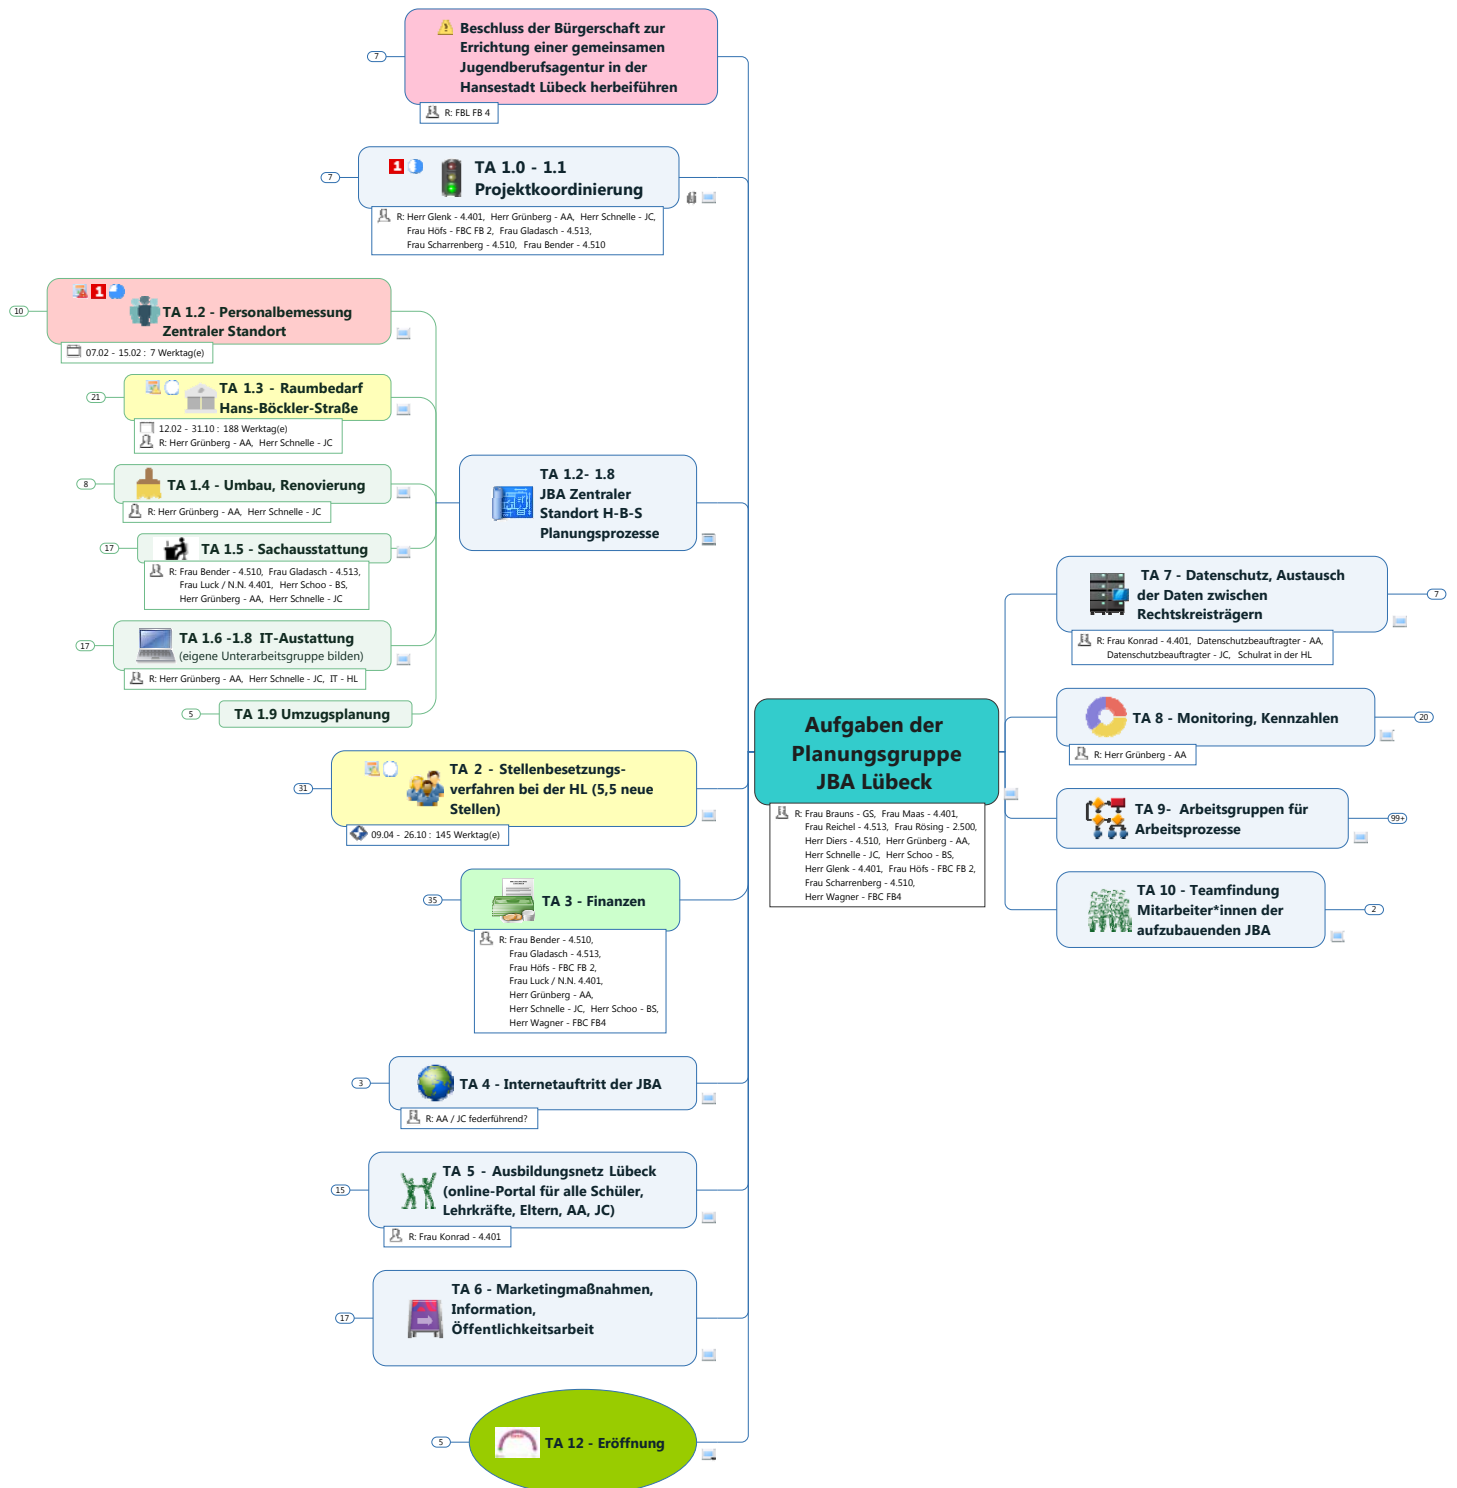 Beschluss der Bürgerschaft zur
Errichtung einer gemeinsamen
Jugendberufsagentur in der
Hansestadt Lübeck herbeiführen
7
R: FBL FB 4
TA 1.0 - 1.1
Projektkoordinierung
1
7
R: Herr Glenk - 4.401, Herr Grünberg - AA, Herr Schnelle - JC,
Frau Höfs - FBC FB 2, Frau Gladasch - 4.513,
Frau Scharrenberg - 4.510, Frau Bender - 4.510
1
TA 1.2 - Personalbemessung
Zentraler Standort
10
07.02 - 15.02 : 7 Werktag(e)
TA 1.3 - Raumbedarf
Hans-Böckler-Straße
21
12.02 - 31.10 : 188 Werktag(e)
R: Herr Grünberg - AA, Herr Schnelle - JC
TA 1.4 - Umbau, Renovierung
8
R: Herr Grünberg - AA, Herr Schnelle - JC
TA 1.5 - Sachausstattung
17
R: Frau Bender - 4.510, Frau Gladasch - 4.513,
Frau Luck / N.N. 4.401, Herr Schoo - BS,
Herr Grünberg - AA, Herr Schnelle - JC
TA 1.6 -1.8 IT-Austattung
(eigene Unterarbeitsgruppe bilden)
17
R: Herr Grünberg - AA, Herr Schnelle - JC, IT - HL
TA 1.9 Umzugsplanung
5
TA 1.2- 1.8
JBA Zentraler
Standort H-B-S
Planungsprozesse
TA 2 - Stellenbesetzungs-
verfahren bei der HL (5,5 neue
Stellen)
31
09.04 - 26.10 : 145 Werktag(e)
TA 3 - Finanzen
35
R: Frau Bender - 4.510,
Frau Gladasch - 4.513,
Frau Höfs - FBC FB 2,
Frau Luck / N.N. 4.401,
Herr Grünberg - AA,
Herr Schnelle - JC, Herr Schoo - BS,
Herr Wagner - FBC FB4
TA 4 - Internetauftritt der JBA
3
R: AA / JC federführend?
TA 5 - Ausbildungsnetz Lübeck
(online-Portal für alle Schüler,
Lehrkräfte, Eltern, AA, JC)
15
R: Frau Konrad - 4.401
TA 6 - Marketingmaßnahmen,
Information,
Öffentlichkeitsarbeit
17
TA 12 - Eröffnung
5
Aufgaben der
Planungsgruppe
JBA Lübeck
R: Frau Brauns - GS, Frau Maas - 4.401,
Frau Reichel - 4.513, Frau Rösing - 2.500,
Herr Diers - 4.510, Herr Grünberg - AA,
Herr Schnelle - JC, Herr Schoo - BS,
Herr Glenk - 4.401, Frau Höfs - FBC FB 2,
Frau Scharrenberg - 4.510,
Herr Wagner - FBC FB4
TA 7 - Datenschutz, Austausch
der Daten zwischen
Rechtskreisträgern
7
R: Frau Konrad - 4.401, Datenschutzbeauftragter - AA,
Datenschutzbeauftragter - JC, Schulrat in der HL
TA 8 - Monitoring, Kennzahlen
20
R: Herr Grünberg - AA
TA 9- Arbeitsgruppen für
Arbeitsprozesse
99+
TA 10 - Teamfindung
Mitarbeiter*innen der
aufzubauenden JBA
2